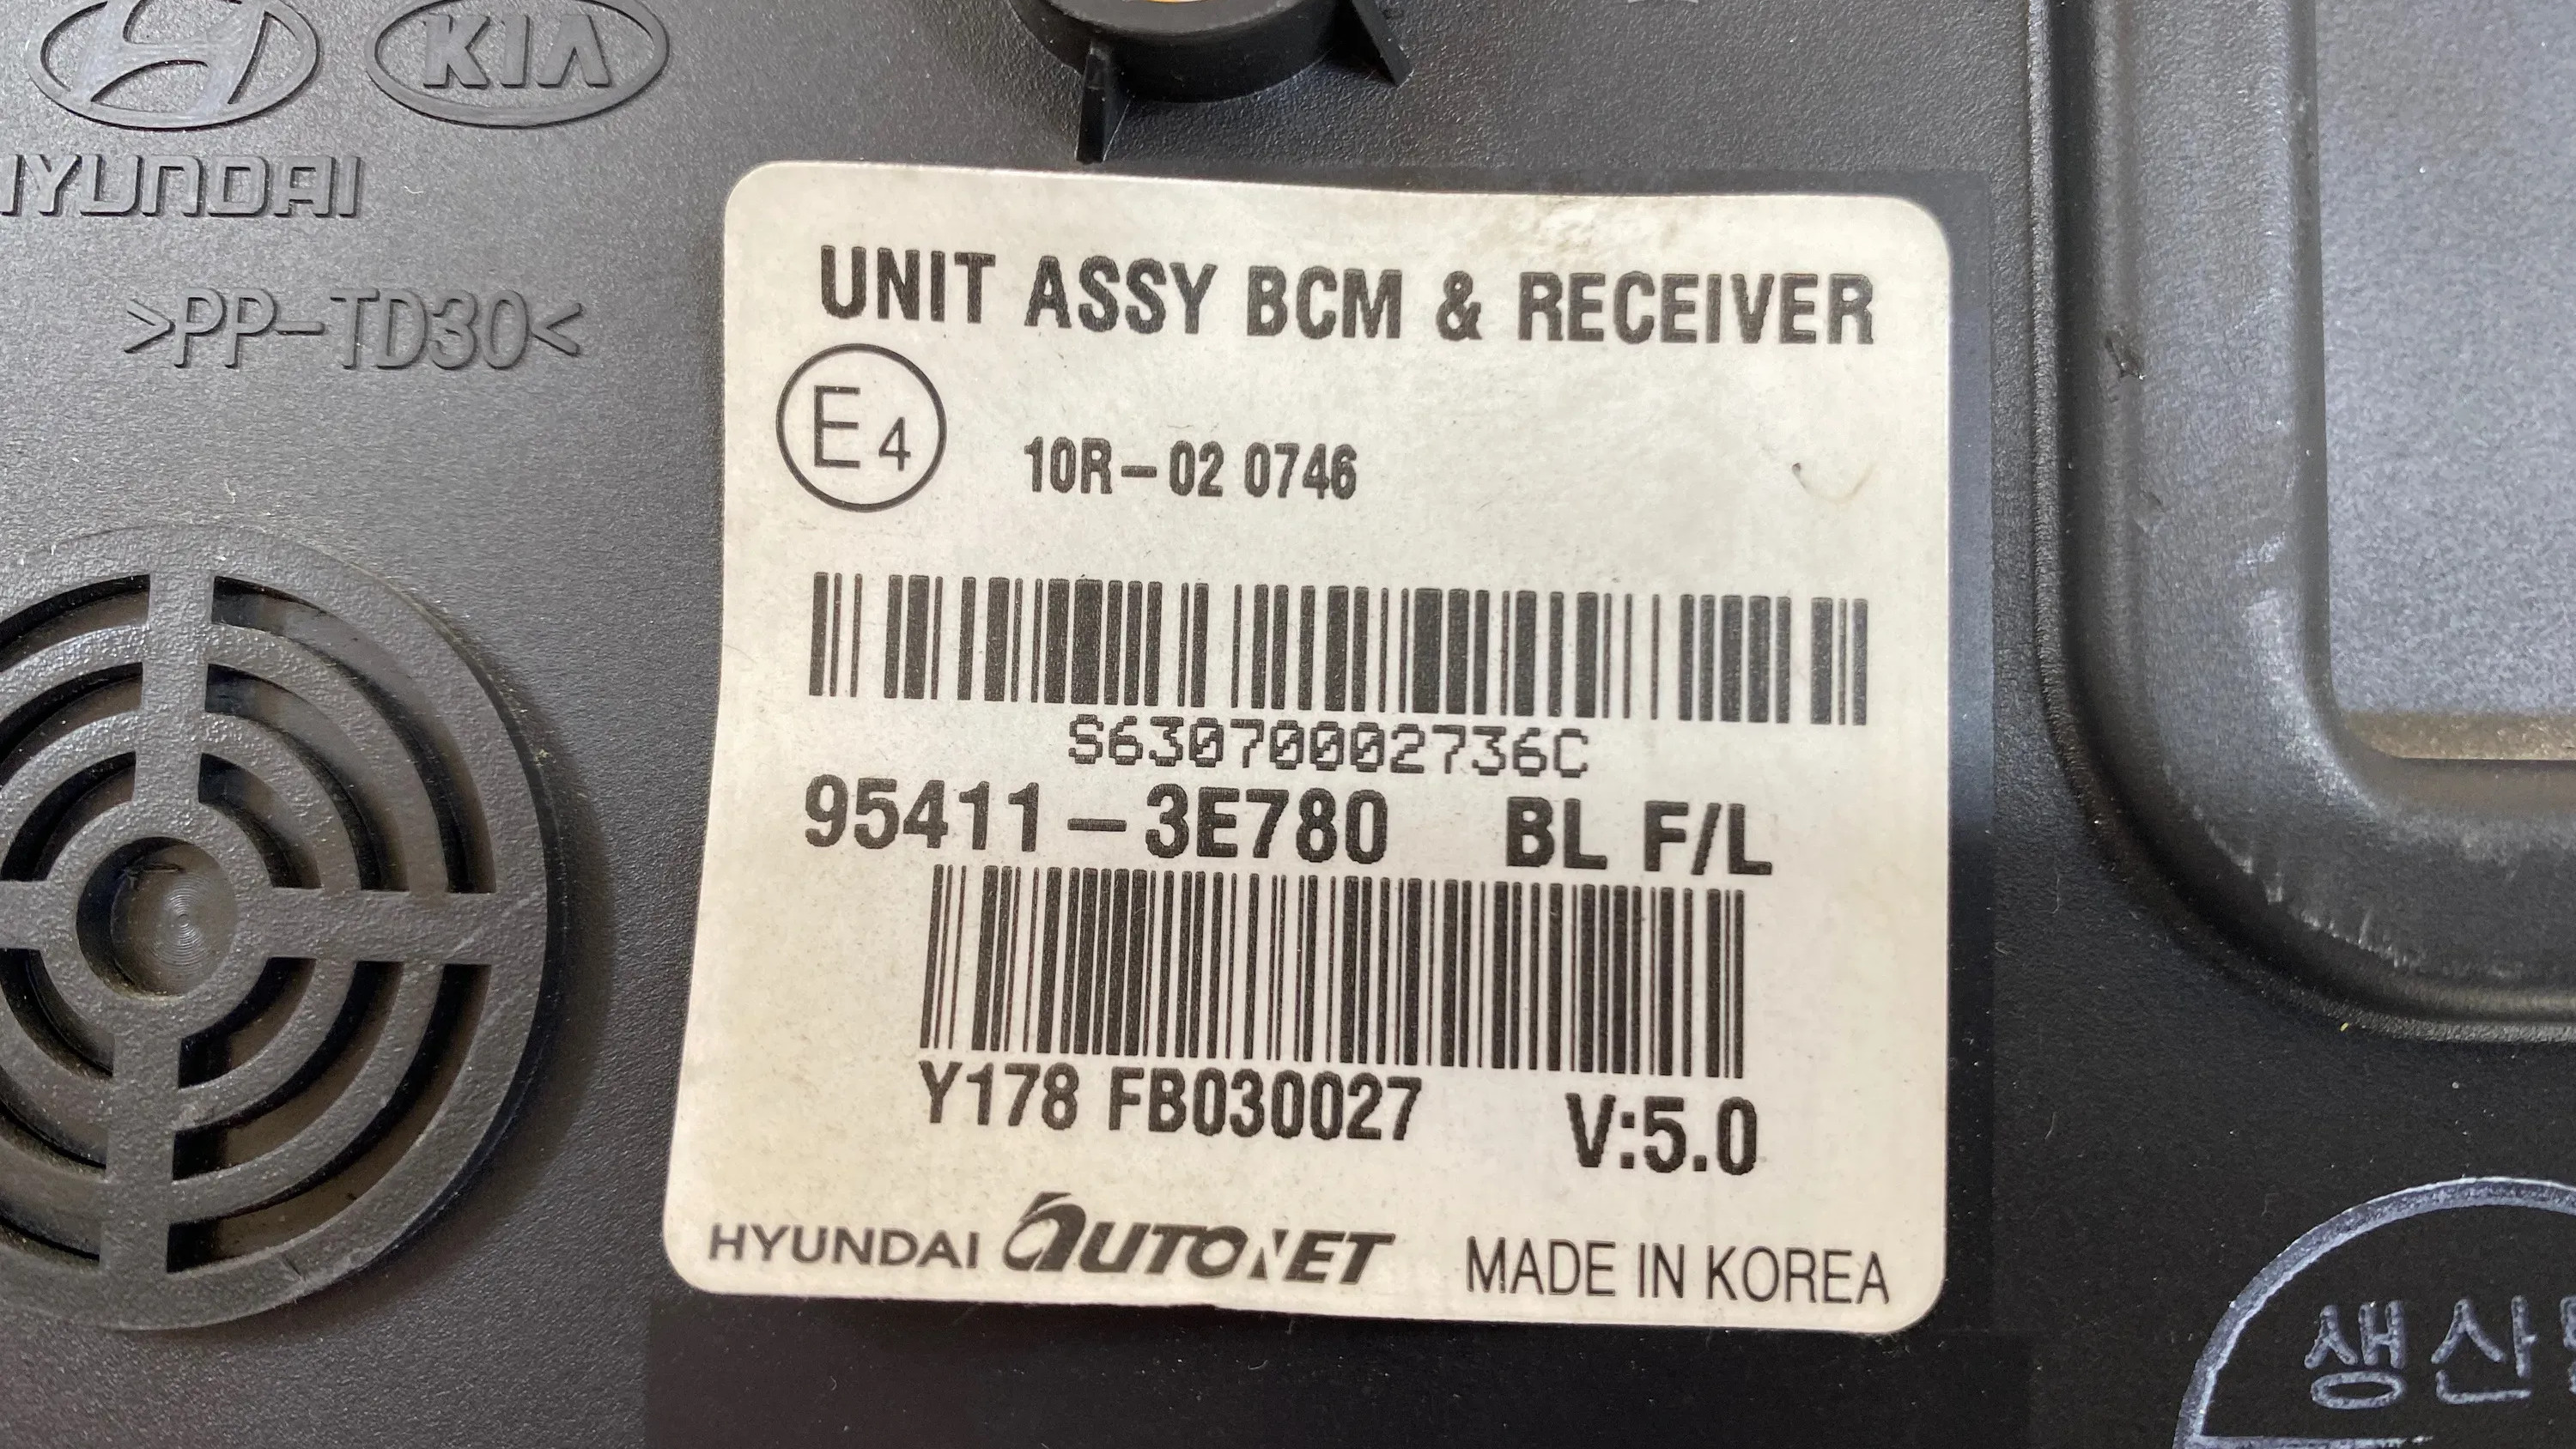 KIA
HYUNDAI
>PP-TD30<
UNIT ASSY BCM & RECEIVER
E4
10R-02 0746
S63070002736C
95411-3E780 BL F/L
Y178 FB030027 V:5.0
HYUNDAI AUTONET MADE IN KOREA
생산